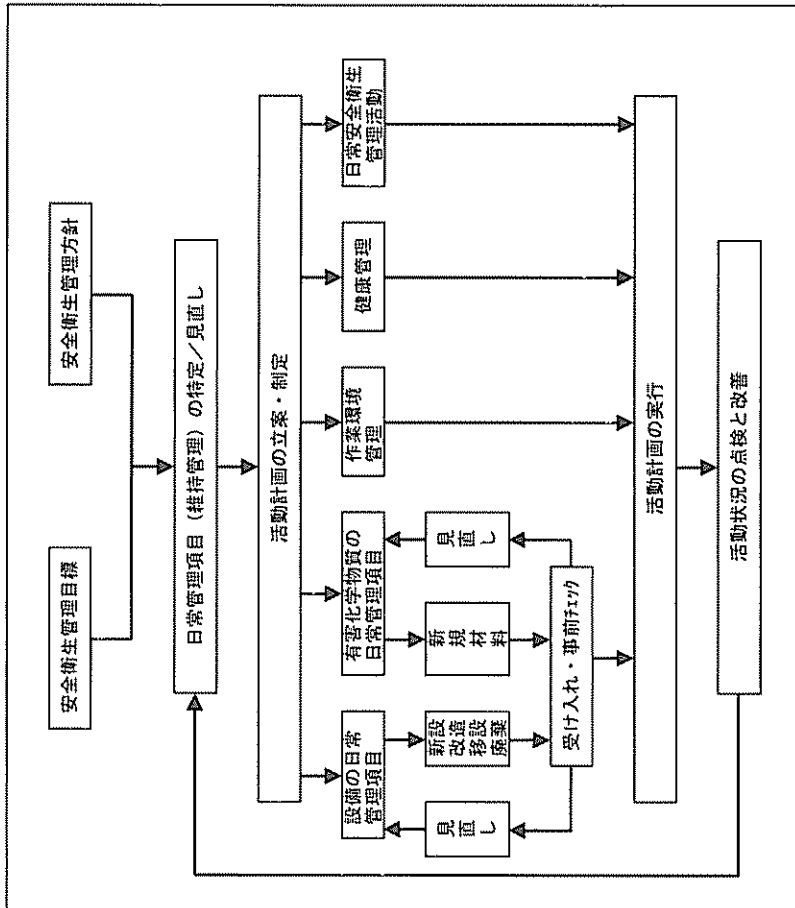 安全衛生管理目標
安全衛生管理方針
日常管理項目（維持管理）の特定／見直し
活動計画の立案・制定
設備の日常
管理項目
有害化学物質の
日常管理項目
作業環境
管理
健康管理
日常安全衛生
管理活動
見直し
新設
改造
移設
廃棄
新規材料
見直し
受け入れ・事前チェック
活動計画の実行
活動状況の点検と改善